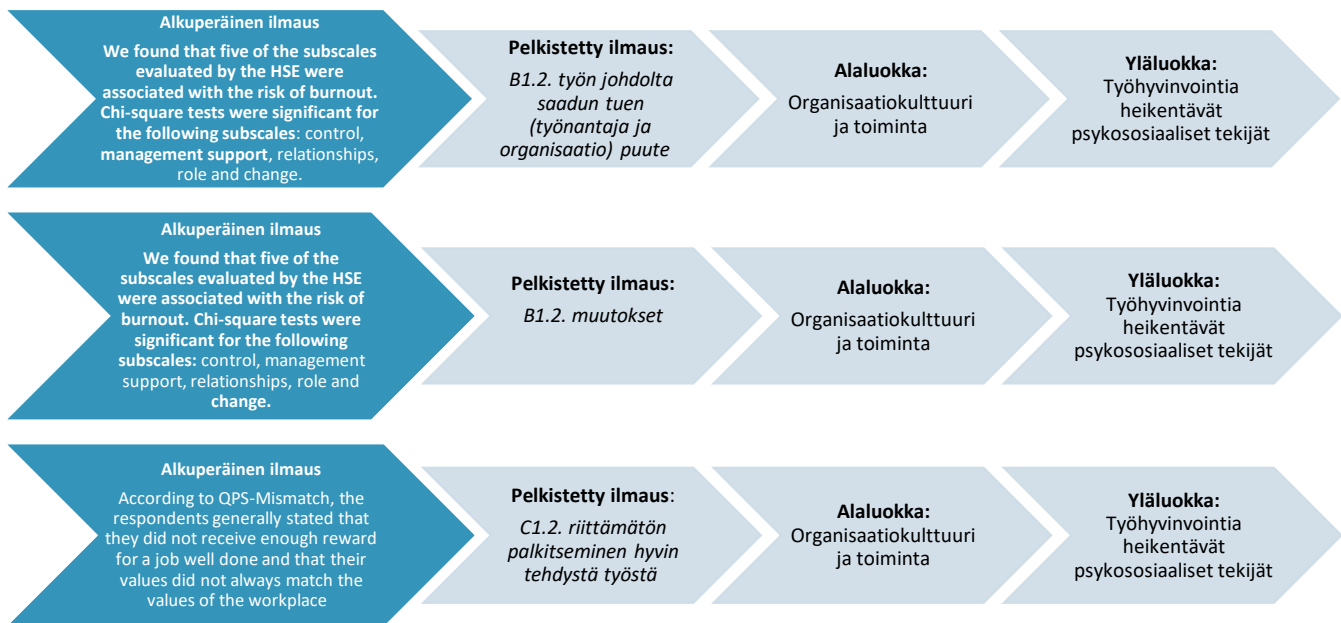 Alkuperäinen ilmaus
We found that five of the subscales
evaluated by the HSE were
associated with the risk of burnout.
Chi-square tests were significant for
the following subscales: control,
management support, relationships,
role and change.
Pelkistetty ilmaus:
B1.2. työn johdolta
saadun tuen
(työnantaja ja
organisaatio) puute
Alaluokka:
Organisaatiokulttuuri
ja toiminta
Yläluokka:
Työhyvinvointia
heikentävät
psykososiaaliset tekijät
Alkuperäinen ilmaus
We found that five of the
subscales evaluated by the HSE
were associated with the risk of
burnout. Chi-square tests were
significant for the following
subscales: control, management
support, relationships, role and
change.
Pelkistetty ilmaus:
B1.2. muutokset
Alaluokka:
Organisaatiokulttuuri
ja toiminta
Yläluokka:
Työhyvinvointia
heikentävät
psykososiaaliset tekijät
Alkuperäinen ilmaus
According to QPS-Mismatch, the
respondents generally stated that
they did not receive enough reward
for a job well done and that their
values did not always match the
values of the workplace
Pelkistetty ilmaus:
C1.2. riittämätön
palkitseminen hyvin
tehdystä työstä
Alaluokka:
Organisaatiokulttuuri
ja toiminta
Yläluokka:
Työhyvinvointia
heikentävät
psykososiaaliset tekijät